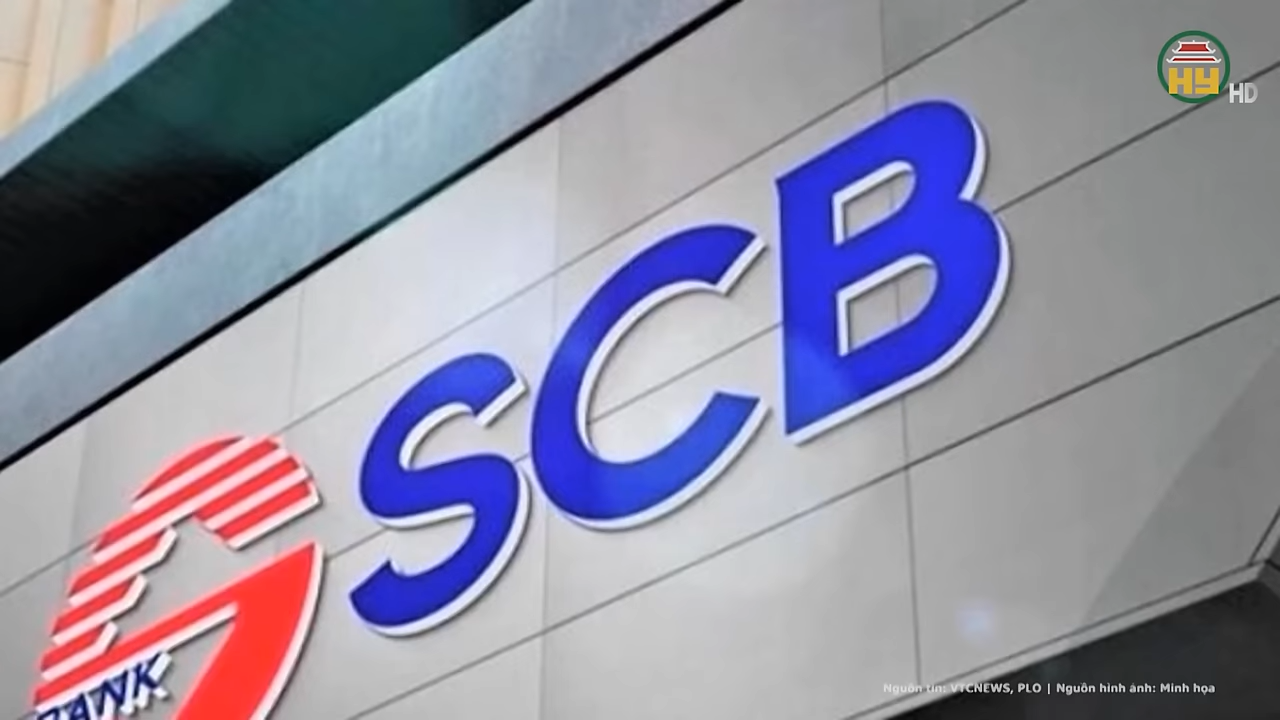 HY HD
SCB
BANK
Nguồn tin: VTCNEWS, PLO | Nguồn hình ảnh: Minh họa